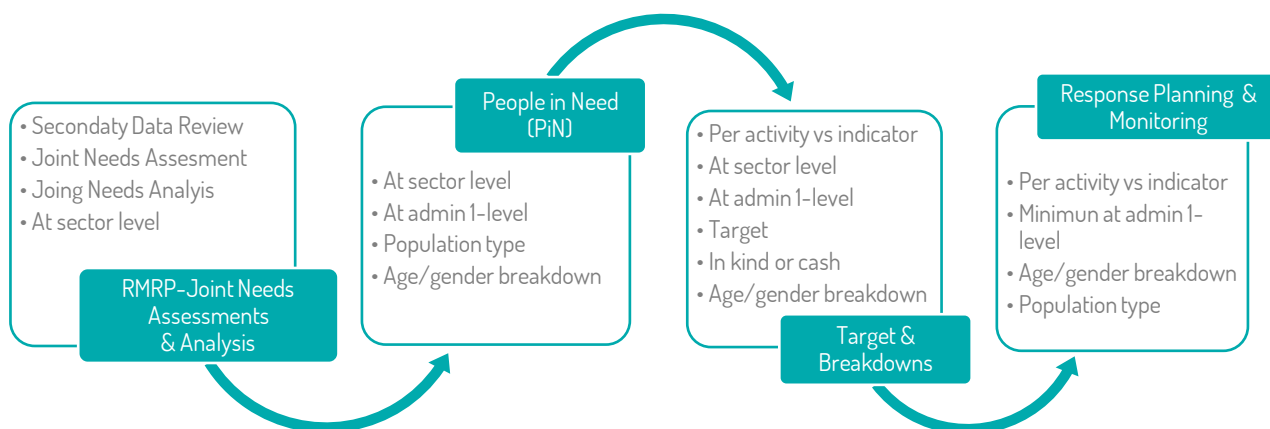 • Secondaty Data Review
• Joint Needs Assesment
• Joing Needs Analyis
• At sector level
RMRP-Joint Needs
Assessments
& Analysis
People in Need
(PiN)
• At sector level
• At admin 1-level
• Population type
• Age/gender breakdown
• Per activity vs indicator
• At sector level
• At admin 1-level
• Target
• In kind or cash
• Age/gender breakdown
Target &
Breakdowns
Response Planning &
Monitoring
• Per activity vs indicator
• Minimun at admin 1-
level
• Age/gender breakdown
• Population type